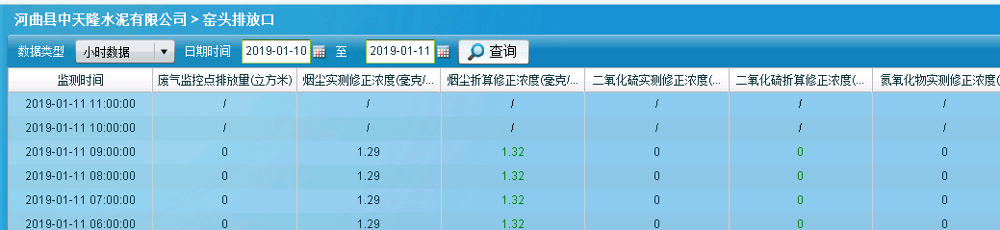 河曲县中天隆水泥有限公司 > 窑头排放口
数据类型 小时数据 日期时间 2019-01-10 至 2019-01-11 查询
监测时间 废气监控点排放量(立方米) 烟尘实测修正浓度(毫克/... 烟尘折算修正浓度(毫克/... 二氧化硫实测修正浓度(... 二氧化硫折算修正浓度(... 氮氧化物实测修正浓度(
2019-01-11 11:00:00 / / / / / /
2019-01-11 10:00:00 / / / / / /
2019-01-11 09:00:00 0 1.29 1.32 0 0 0
2019-01-11 08:00:00 0 1.29 1.32 0 0 0
2019-01-11 07:00:00 0 1.29 1.32 0 0 0
2019-01-11 06:00:00 0 1.29 1.32 0 0 0